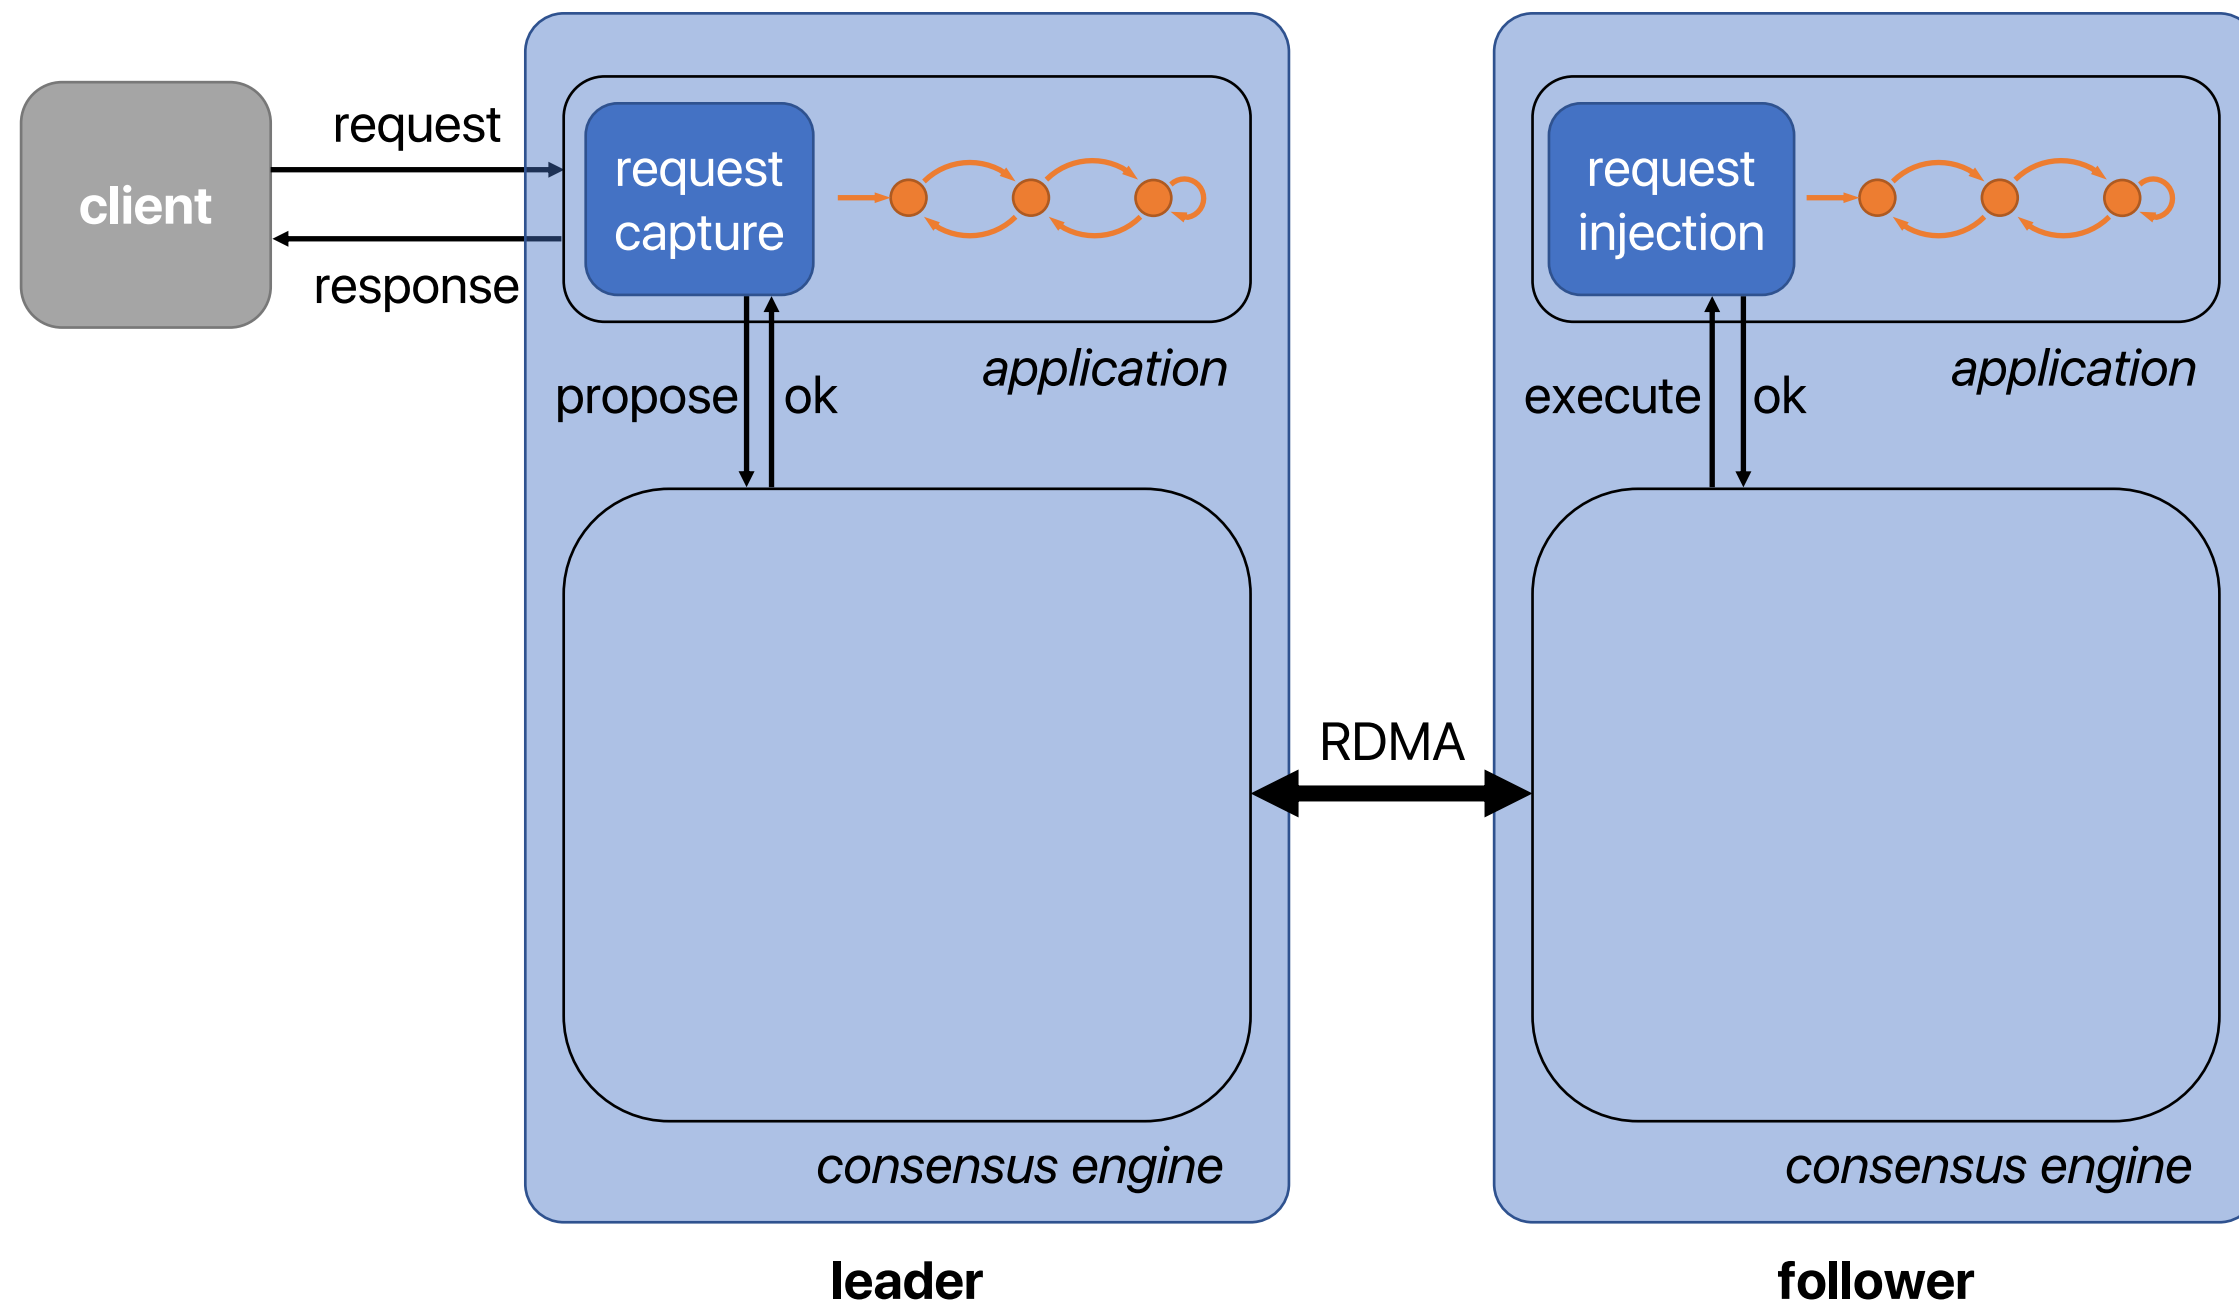 client
request
response
request
capture
application
propose
ok
consensus engine
leader
RDMA
request
injection
application
execute
ok
consensus engine
follower